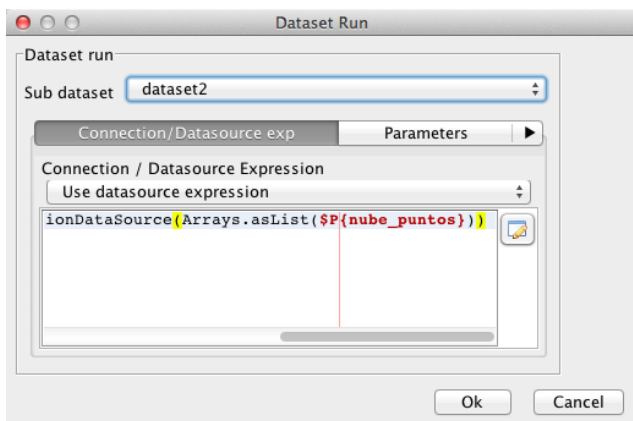 Dataset Run
Dataset run
Sub dataset dataset2
Connection/Datasource exp Parameters
Connection / Datasource Expression
Use datasource expression
ionDataSource(Arrays.asList($P{nube_puntos}))
Ok Cancel